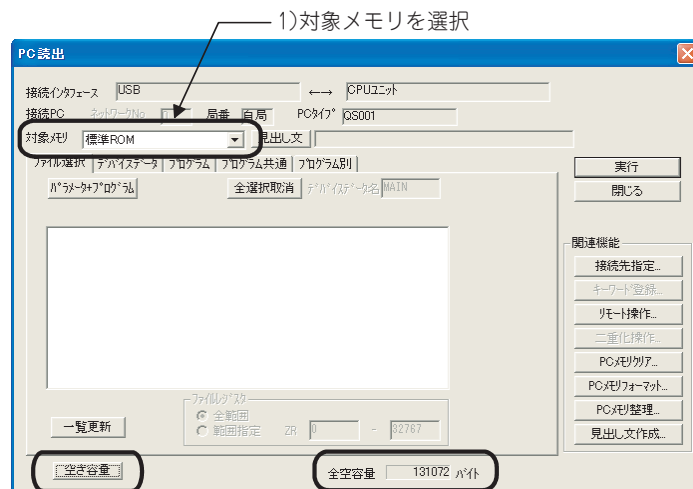 1)対象メモリを選択
PC読出
接続インタフェース USB ←→ CPUユニット
接続PC ネットワークNo. 局番 自局 PCタイプ QS001
対象メモリ 標準ROM 見出し文
ファイル選択 デバイスデータ プログラム プログラム共通 プログラム別
実行
パラメータ+プログラム 全選択取消 デバイスデータ名 MAIN
閉じる
関連機能
接続先指定...
キーワード登録...
リモート操作...
二重化操作...
PCメモリクリア...
PCメモリフォーマット...
PCメモリ整理...
見出し文作成...
ファイルレジスタ
全範囲
一覧更新 範囲指定 ZR 0 - 32767
空き容量 全空容量 131072 バイト